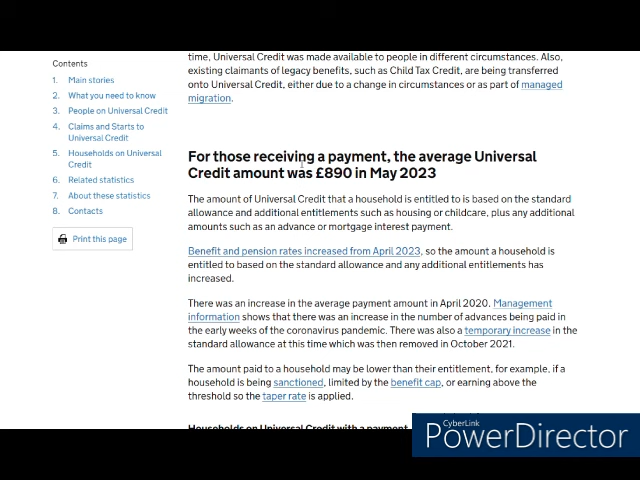 Contents
1. Main stories
2. What you need to know
3. People on Universal Credit
4. Claims and Starts to
Universal Credit
5. Households on Universal
Credit
6. Related statistics
7. About these statistics
8. Contacts
Print this page
time, Universal Credit was made available to people in different circumstances. Also,
existing claimants of legacy benefits, such as Child Tax Credit, are being transferred
onto Universal Credit, either due to a change in circumstances or as part of managed
migration.
For those receiving a payment, the average Universal
Credit amount was £890 in May 2023
The amount of Universal Credit that a household is entitled to is based on the standard
allowance and additional entitlements such as housing or childcare, plus any additional
amounts such as an advance or mortgage interest payment.
Benefit and pension rates increased from April 2023, so the amount a household is
entitled to based on the standard allowance and any additional entitlements has
increased.
There was an increase in the average payment amount in April 2020. Management
information shows that there was an increase in the number of advances being paid in
the early weeks of the coronavirus pandemic. There was also a temporary increase in the
standard allowance at this time which was then removed in October 2021.
The amount paid to a household may be lower than their entitlement, for example, if a
household is being sanctioned, limited by the benefit cap, or earning above the
threshold so the taper rate is applied.
Households on Universal Credit with a payment
CyberLink
PowerDirector